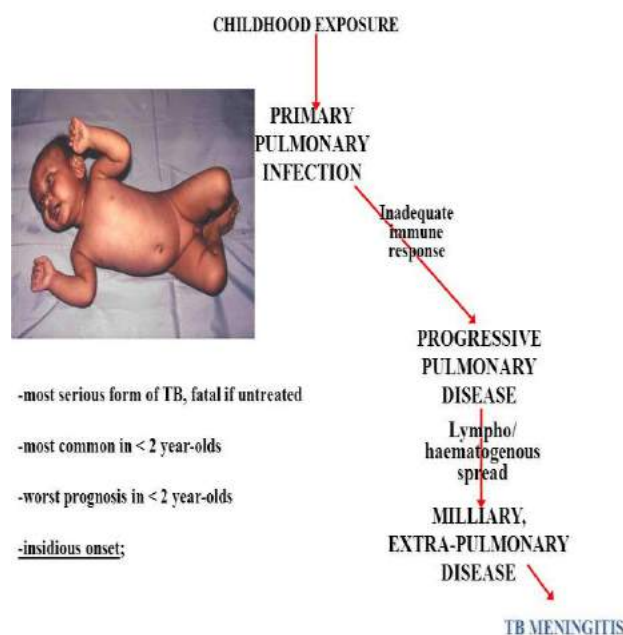 CHILDHOOD EXPOSURE
PRIMARY
PULMONARY
INFECTION
Inadequate
immune
response
PROGRESSIVE
PULMONARY
DISEASE
Lympho/
haematogenous
spread
MILLIARY,
EXTRA-PULMONARY
DISEASE
TB MENINGITIS
-most serious form of TB, fatal if untreated
-most common in < 2 year-olds
-worst prognosis in < 2 year-olds
-insidious onset;